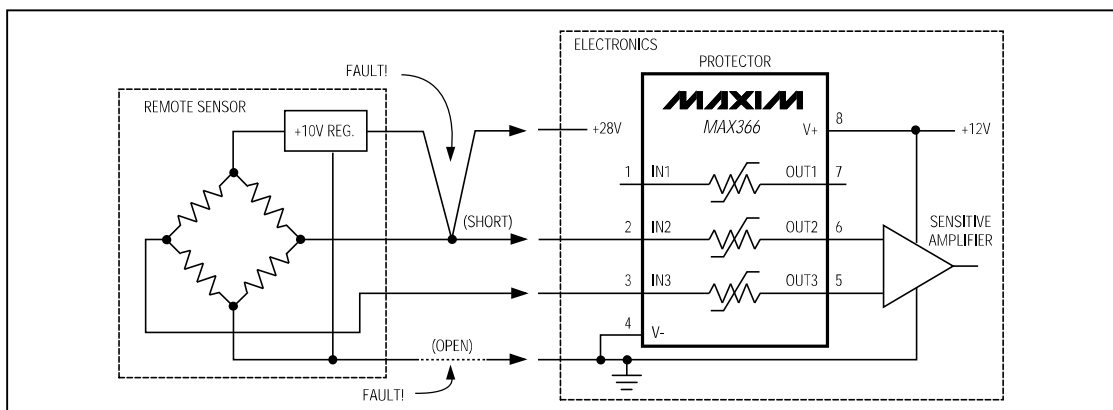 ELECTRONICS
PROTECTOR
FAULT!
REMOTE SENSOR
MAXIM
+10V REG.
+28V
MAX366
V+
8
+12V
1
IN1
OUT1
7
(SHORT)
2
IN2
OUT2
6
SENSITIVE
AMPLIFIER
3
IN3
OUT3
5
4
V-
(OPEN)
FAULT!